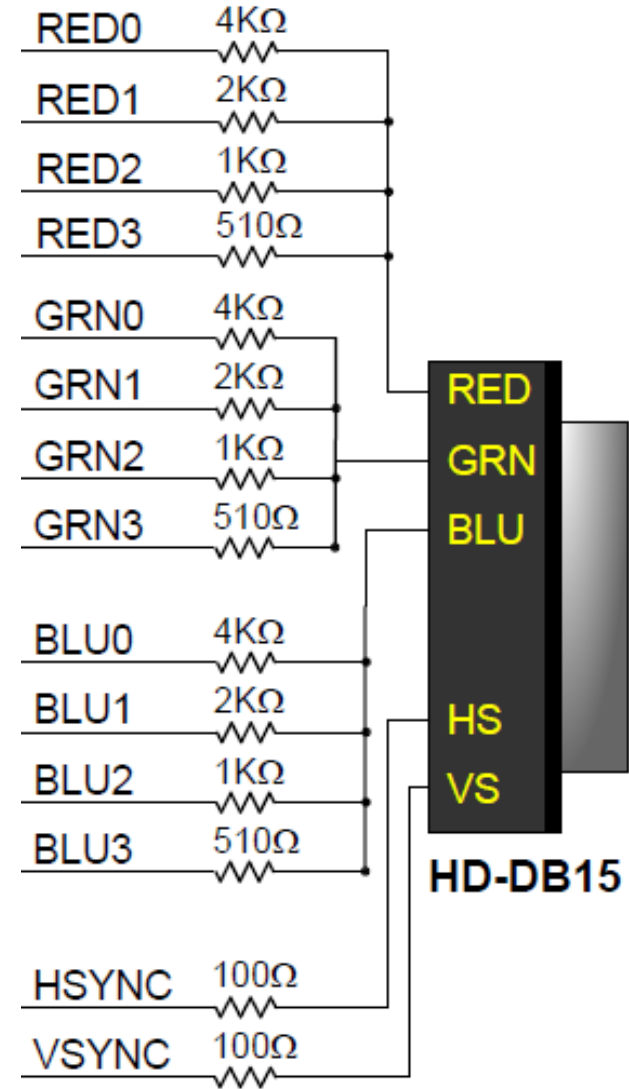 RED0 4KΩ
RED1 2KΩ
RED2 1KΩ
RED3 510Ω
GRN0 4KΩ
GRN1 2KΩ
GRN2 1KΩ
GRN3 510Ω
BLU0 4KΩ
BLU1 2KΩ
BLU2 1KΩ
BLU3 510Ω
HSYNC 100Ω
VSYNC 100Ω
RED
GRN
BLU
HS
VS
HD-DB15